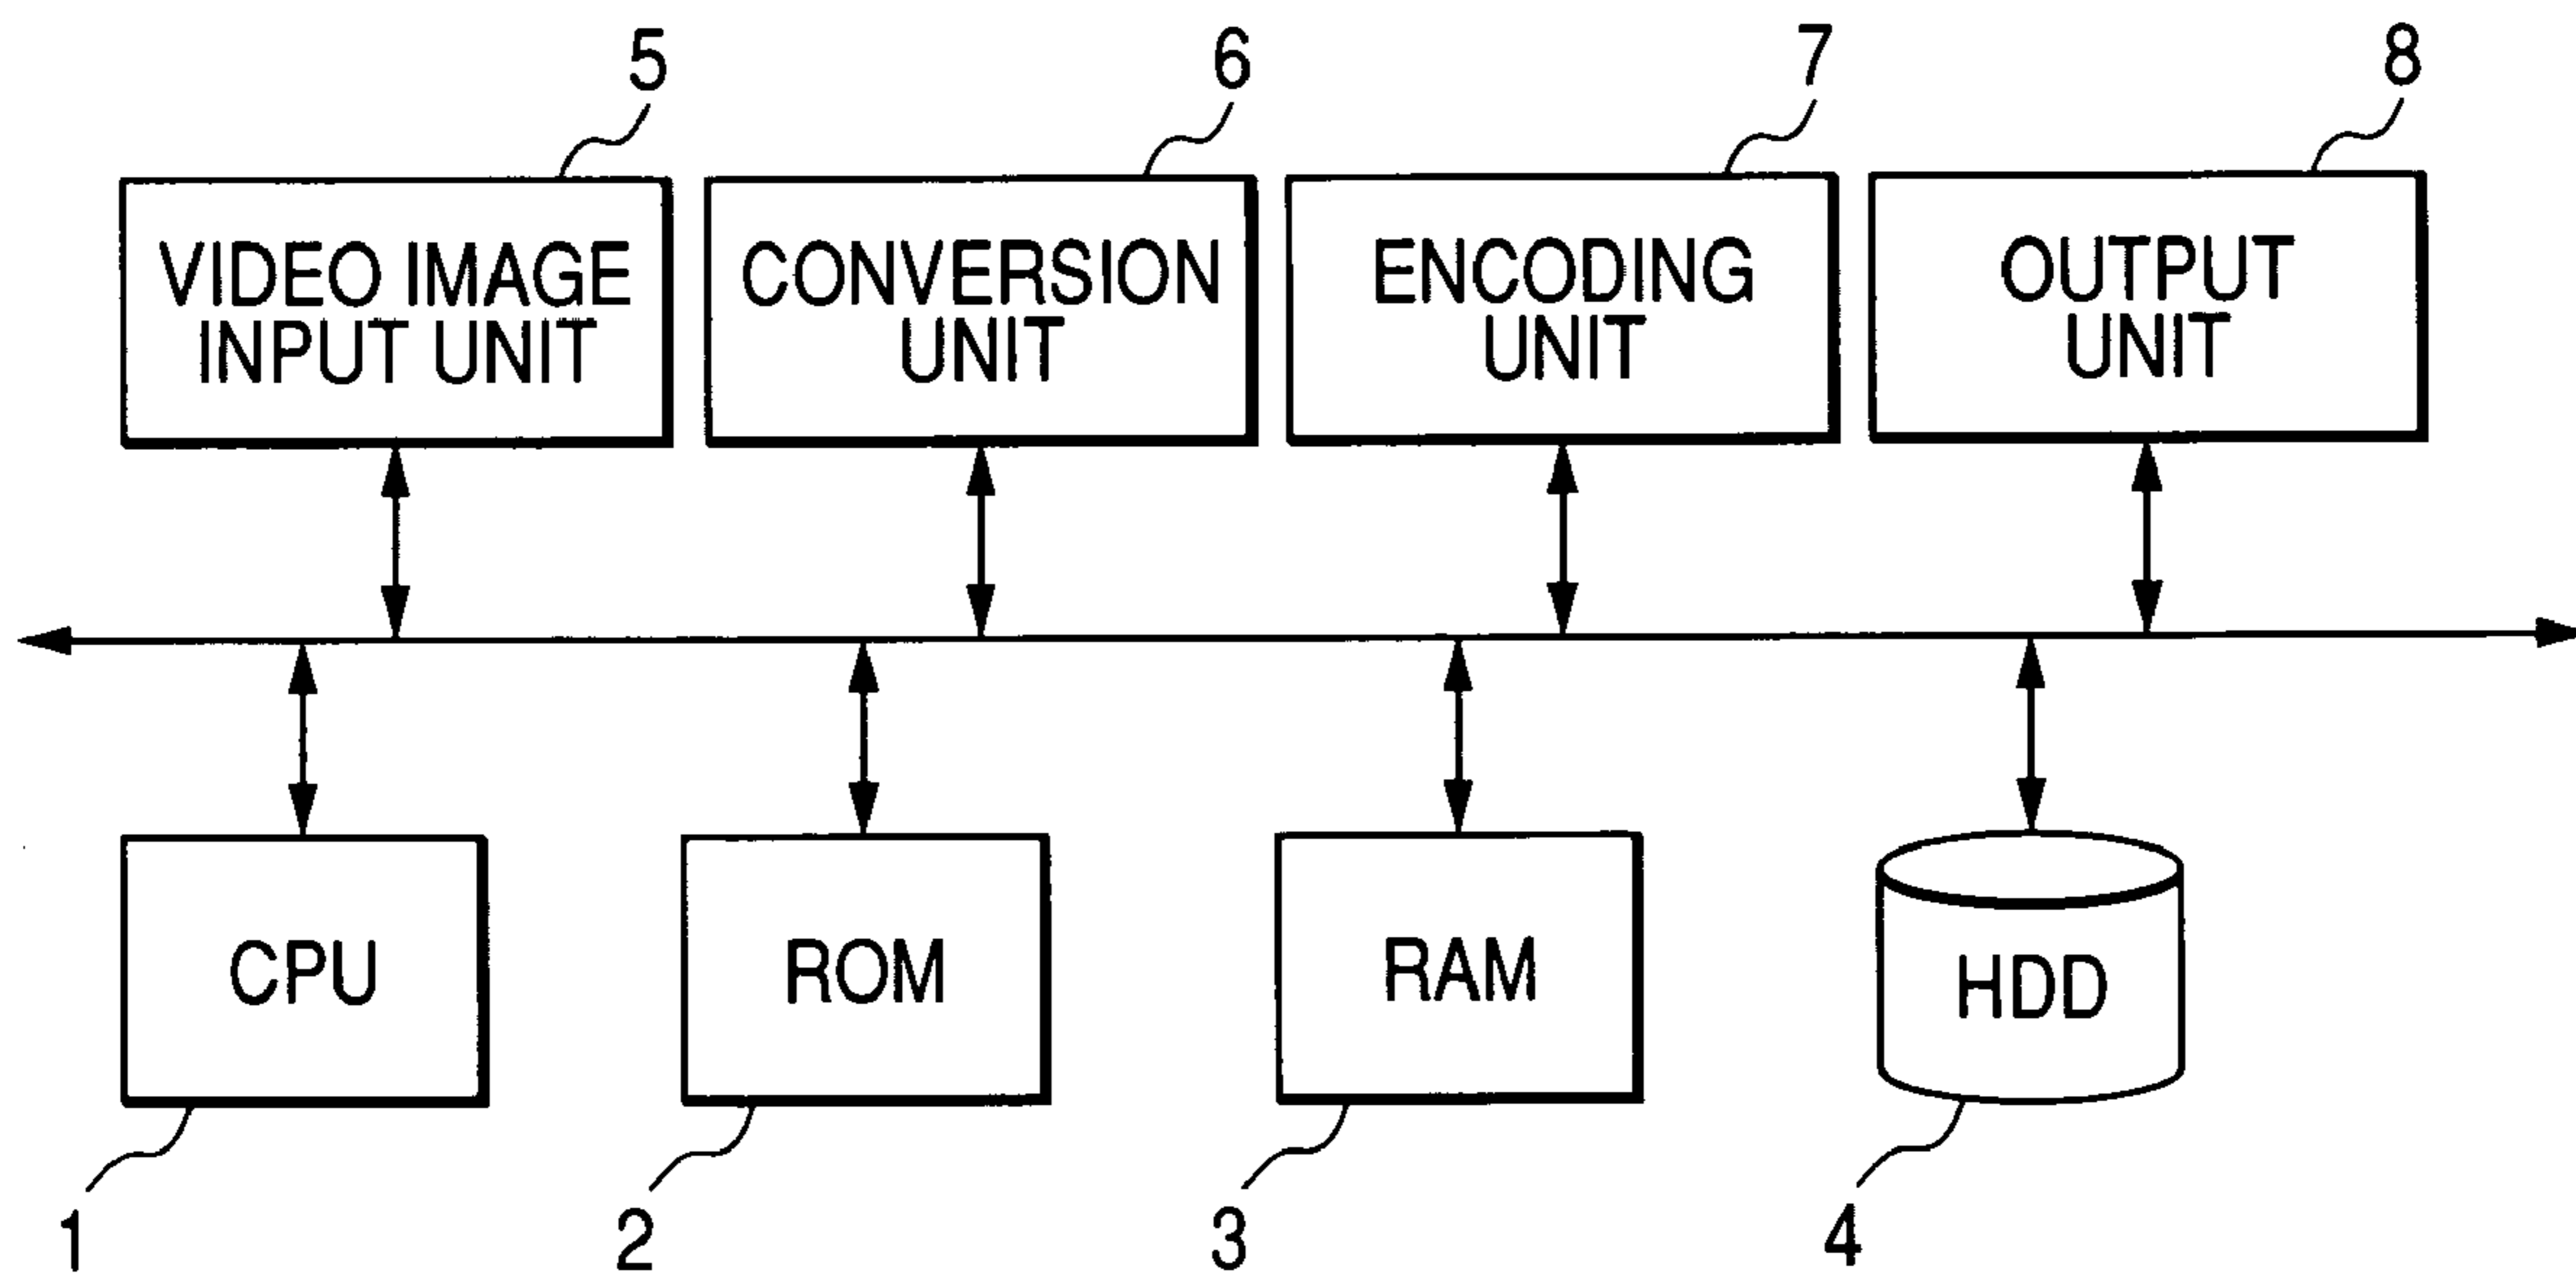 5 6 7 8
VIDEO IMAGE
INPUT UNIT
CONVERSION
UNIT
ENCODING
UNIT
OUTPUT
UNIT
CPU
ROM
RAM
HDD
1 2 3 4